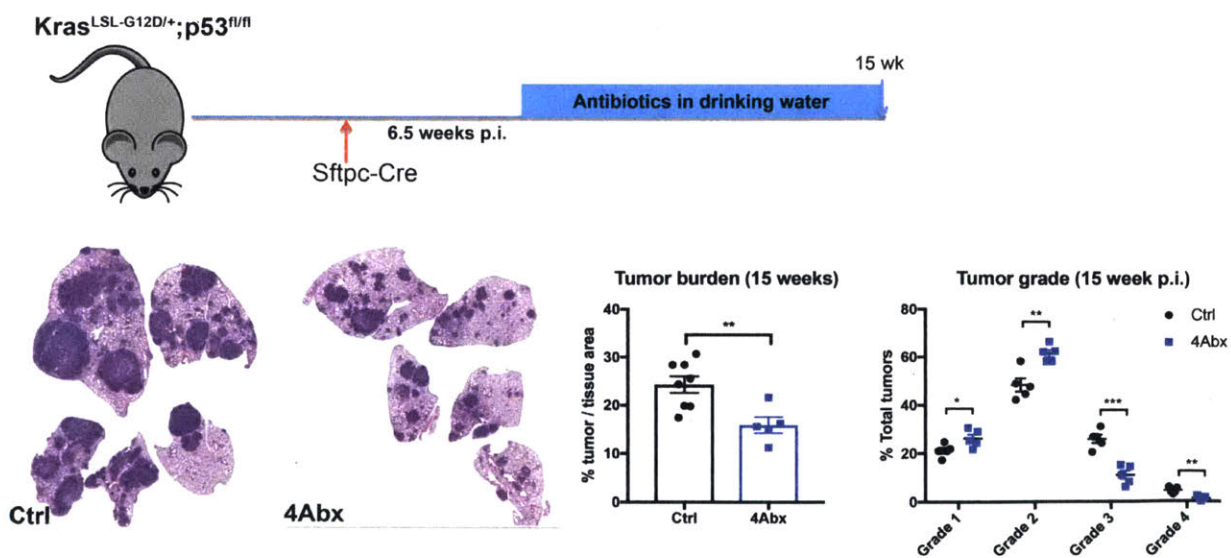 Kras^LSL-G12D/+;p53^fl/fl
15 wk
Antibiotics in drinking water
6.5 weeks p.i.
Sftpc-Cre
Ctrl
4Abx
Tumor burden (15 weeks)
**
% tumor / tissue area
40
30
20
10
0
Ctrl
4Abx
Tumor grade (15 week p.i.)
Ctrl
4Abx
% Total tumors
80
60
40
20
0
*
**
***
**
Grade 1
Grade 2
Grade 3
Grade 4